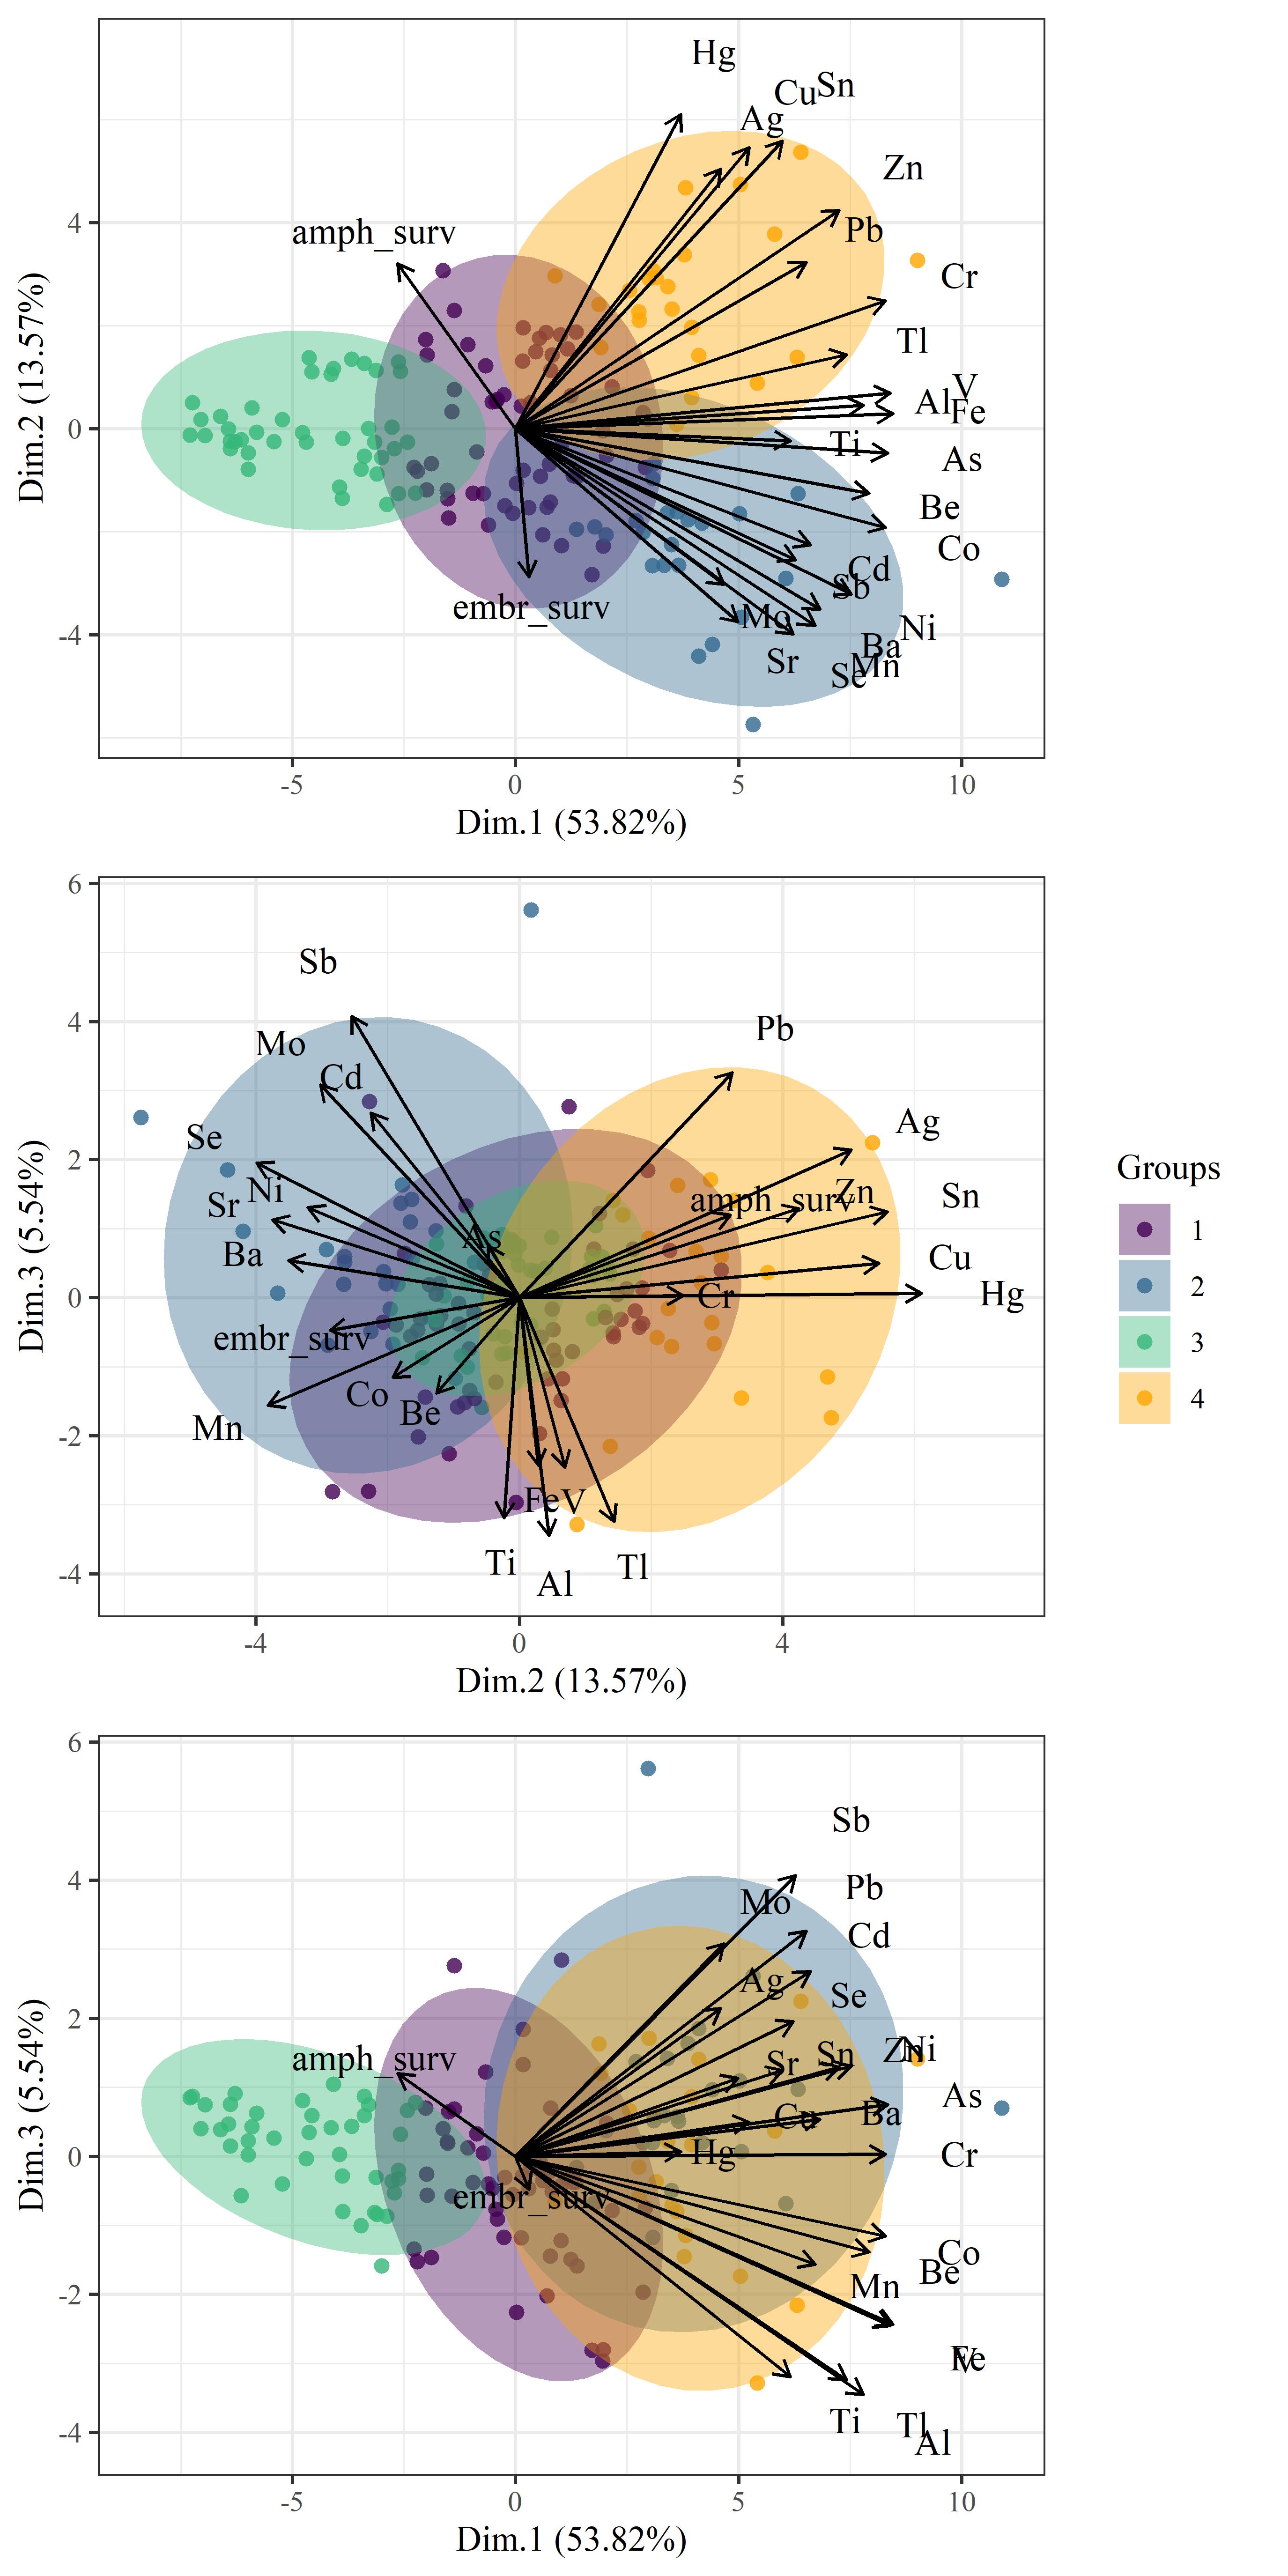 Hg
CuSn
Ag
Zn
amph_surv
Pb
4
Cr
Tl
V
Al
Fe
0
Ti
As
Be
Co
Cd
Sb
embr_surv
Mo
Ni
-4
Ba
Sr
Mn
Se
-5
0
5
10
Dim.1 (53.82%)
Dim.2 (13.57%)
6
Sb
4
Pb
Mo
Cd
Ag
2
Se
amph_surv
Zn
Sn
Sr
Ni
As
Ba
Cu
0
Cr
Hg
embr_surv
Co
Be
Mn
-2
Fe
V
Ti
Al
Tl
-4
-4
0
4
Dim.2 (13.57%)
Dim.3 (5.54%)
Groups
1
2
3
4
6
Sb
4
Pb
Mo
Cd
Ag
Se
2
amph_surv
Sr
Sn
Zn
Ni
As
Cu
Ba
0
Hg
Cr
embr_surv
Co
Be
-2
Mn
Fe
V
Ti
Tl
-4
Al
-5
0
5
10
Dim.1 (53.82%)
Dim.3 (5.54%)